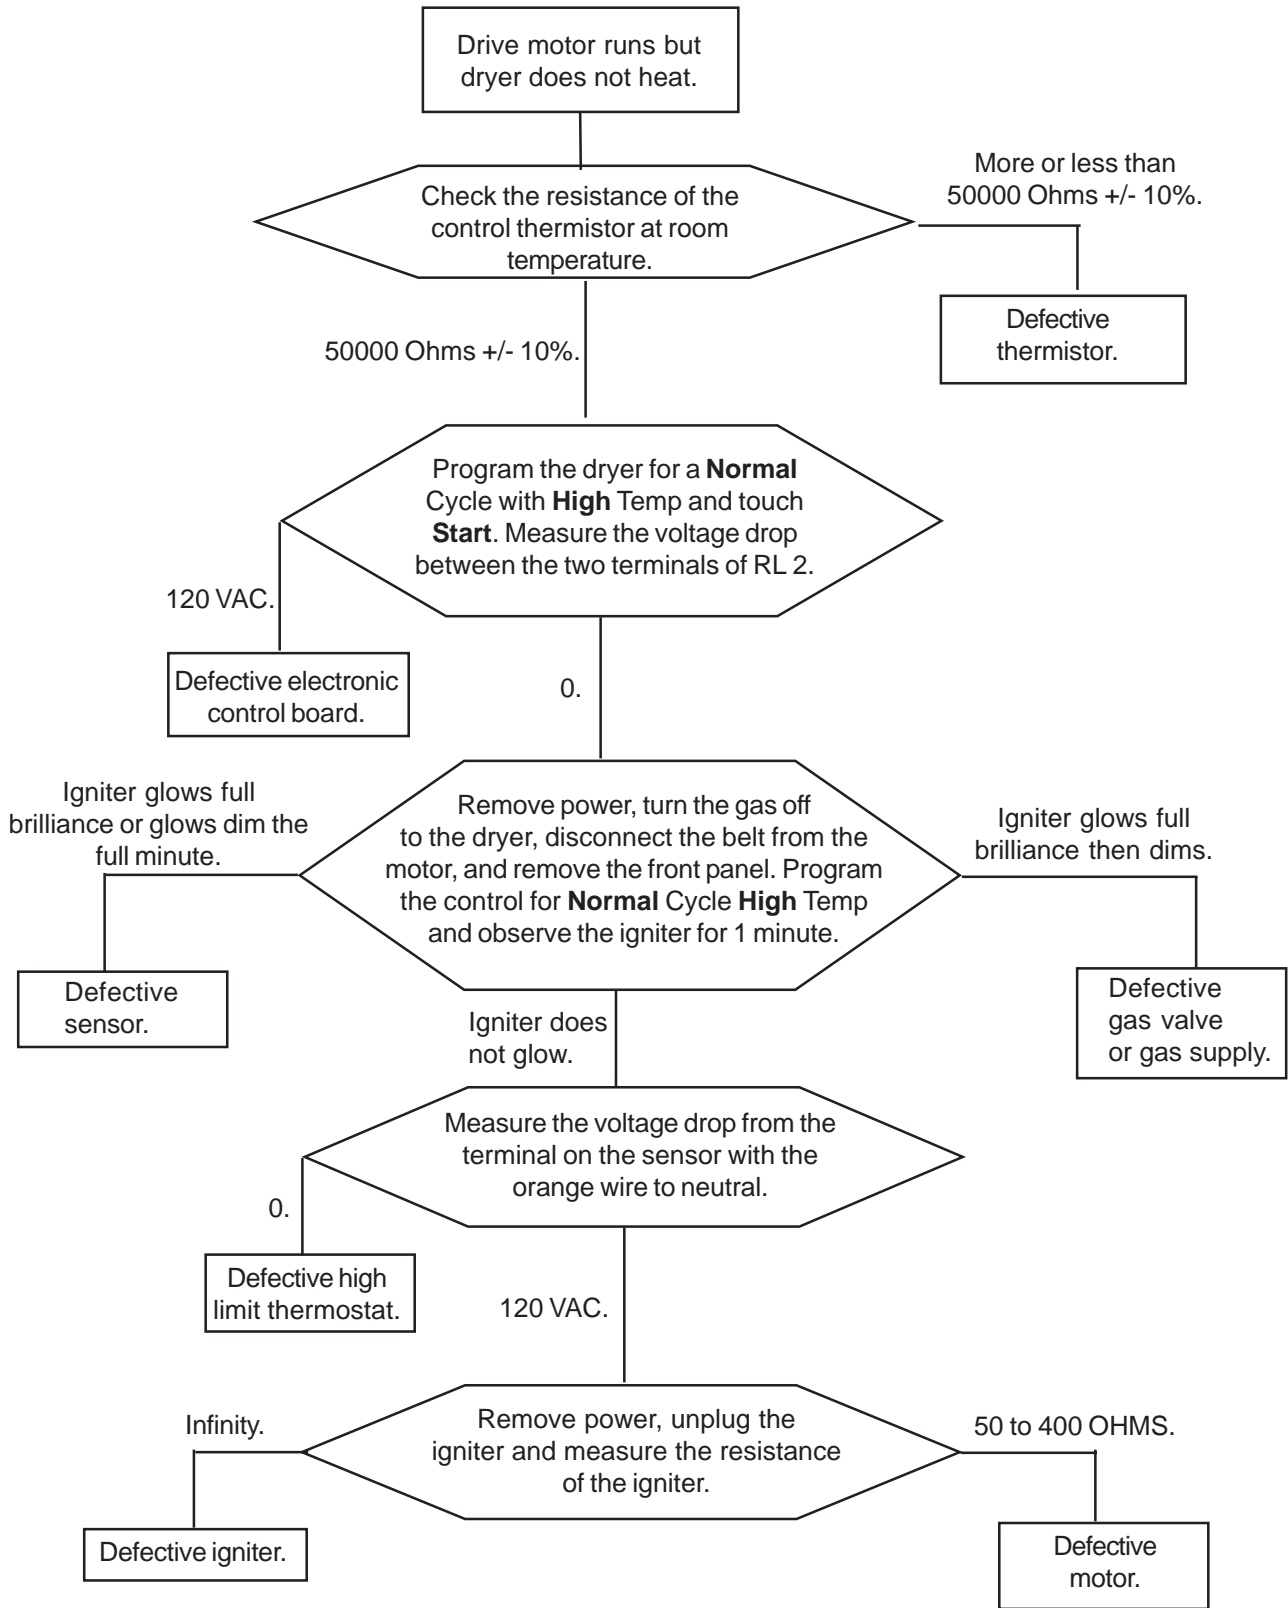 Drive motor runs but
dryer does not heat.
Check the resistance of the
control thermistor at room
temperature.
More or less than
50000 Ohms +/- 10%.
Defective
thermistor.
50000 Ohms +/- 10%.
Program the dryer for a Normal
Cycle with High Temp and touch
Start. Measure the voltage drop
between the two terminals of RL 2.
120 VAC.
Defective electronic
control board.
0.
Igniter glows full
brilliance or glows dim the
full minute.
Remove power, turn the gas off
to the dryer, disconnect the belt from the
motor, and remove the front panel. Program
the control for Normal Cycle High Temp
and observe the igniter for 1 minute.
Igniter glows full
brilliance then dims.
Defective
sensor.
Defective
gas valve
or gas supply.
Igniter does
not glow.
Measure the voltage drop from the
terminal on the sensor with the
orange wire to neutral.
0.
Defective high
limit thermostat.
120 VAC.
Infinity.
Remove power, unplug the
igniter and measure the resistance
of the igniter.
50 to 400 OHMS.
Defective igniter.
Defective
motor.